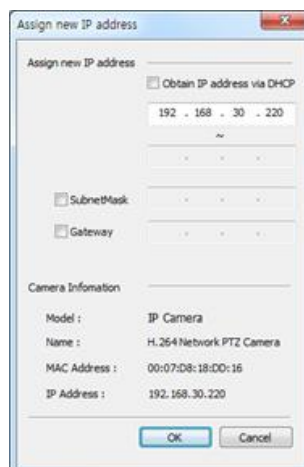 Assign new IP address
Assign new IP address
Obtain IP address via DHCP
192 . 168 . 30 . 220
~
. . .
SubnetMask . . .
Gateway . . .
Camera Infomation
Model : IP Camera
Name : H.264 Network PTZ Camera
MAC Address : 00:07:D8:18:DD:16
IP Address : 192.168.30.220
OK Cancel